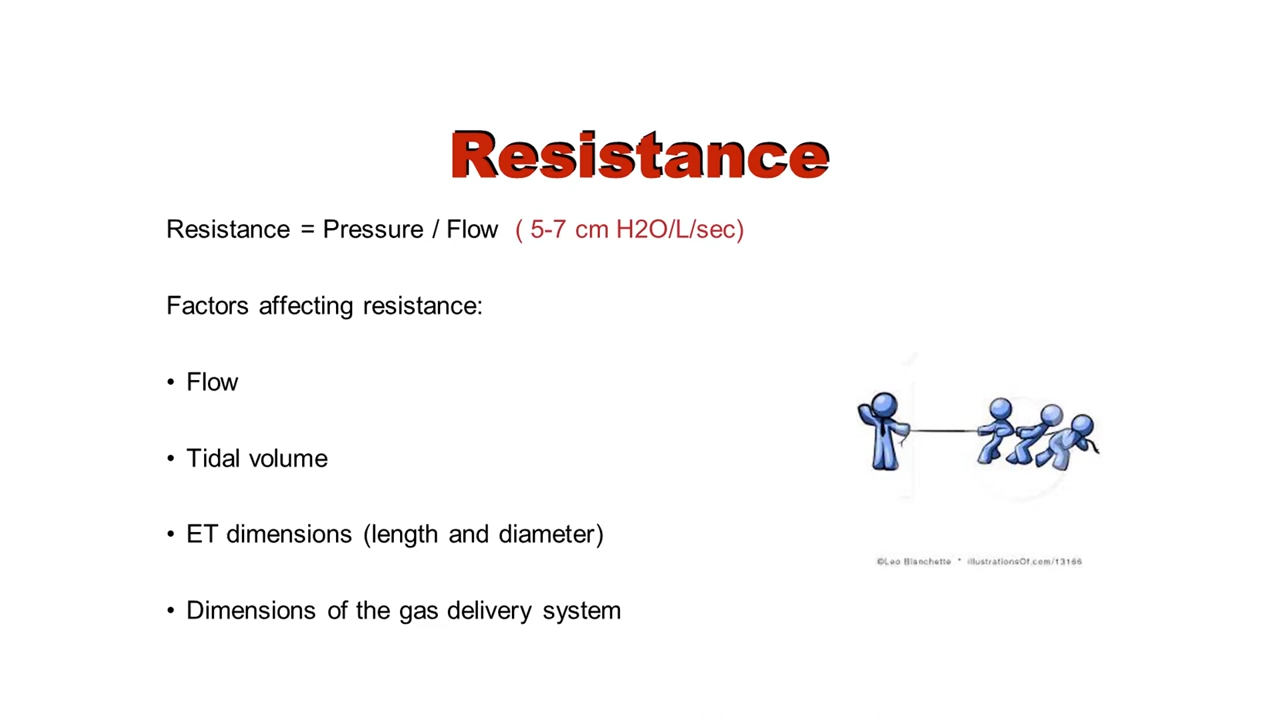 Resistance
Resistance = Pressure / Flow ( 5-7 cm H2O/L/sec)
Factors affecting resistance:
• Flow
• Tidal volume
• ET dimensions (length and diameter)
• Dimensions of the gas delivery system
©Leo Blanchette * illustrationsOf.com/13166